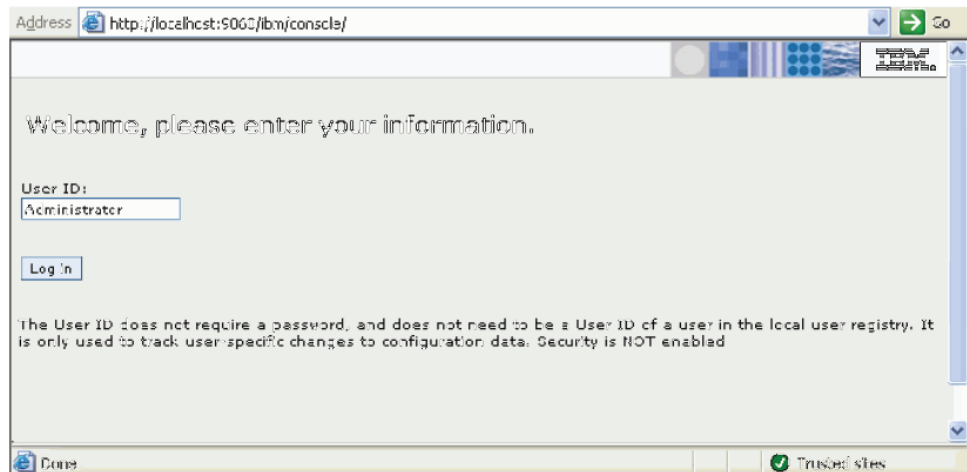 Address http://localhost:9060/ibm/console/ Go
IBM.
Welcome, please enter your information.
User ID:
Administrator
Log in
The User ID does not require a password, and does not need to be a User ID of a user in the local user registry. It
is only used to track user-specific changes to configuration data. Security is NOT enabled
Done Trusted sites